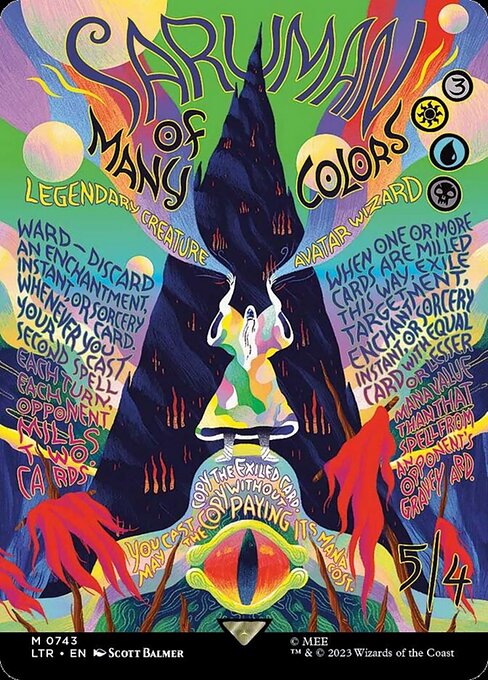 SARUMAN
OF
MANY
COLORS
3
LEGENDARY CREATURE
AVATAR WIZARD
WARD—DISCARD
AN ENCHANTMENT,
INSTANT, OR SORCERY
CARD.
WHENEVER YOU CAST
YOUR
SECOND SPELL
EACH TURN,
EACH
OPPONENT
MILLS
TWO
CARDS.
WHEN ONE OR MORE
CARDS ARE MILLED
THIS WAY, EXILE
TARGET
ENCHANTMENT,
INSTANT, OR SORCERY
CARD WITH EQUAL
OR LESSER
MANA VALUE
THAN THAT
SPELL FROM
AN OPPONENT'S
GRAVEYARD.
COPY THE EXILED CARD.
YOU MAY CAST THE COPY WITHOUT PAYING ITS MANA COST.
5/4
M 0743
LTR • EN SCOTT BALMER
© MEE
™ & © 2023 Wizards of the Coast